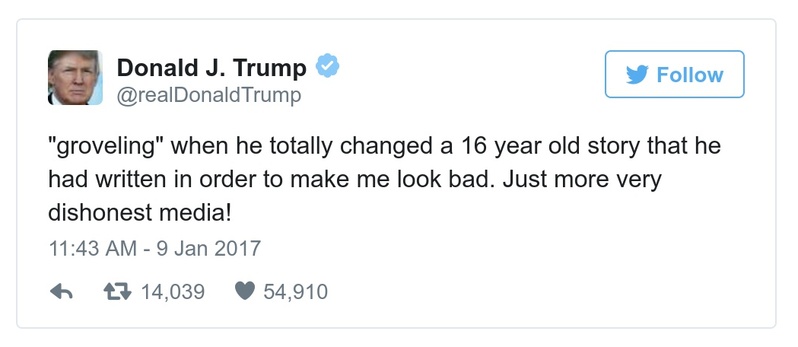 Donald J. Trump
@realDonaldTrump
Follow
"groveling" when he totally changed a 16 year old story that he
had written in order to make me look bad. Just more very
dishonest media!
11:43 AM - 9 Jan 2017
14,039 54,910